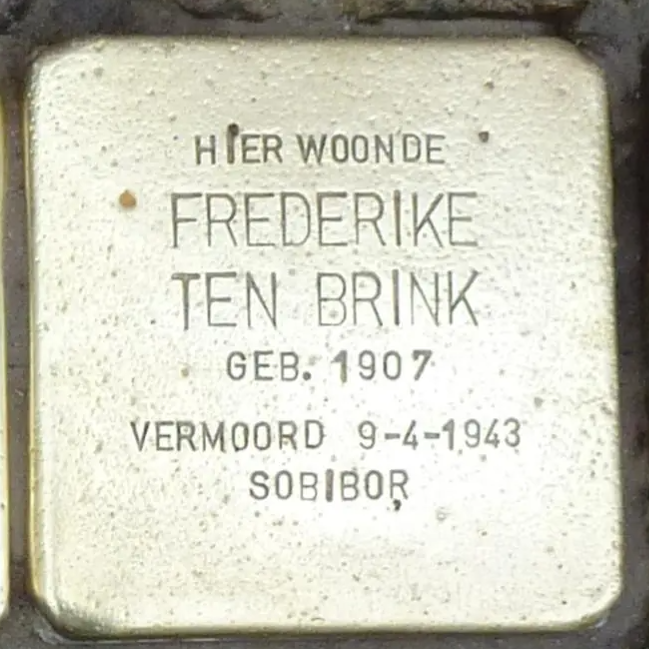 HIER WOONDE
FREDERIKE
TEN BRINK
GEB. 1907
VERMOORD 9-4-1943
SOBIBOR